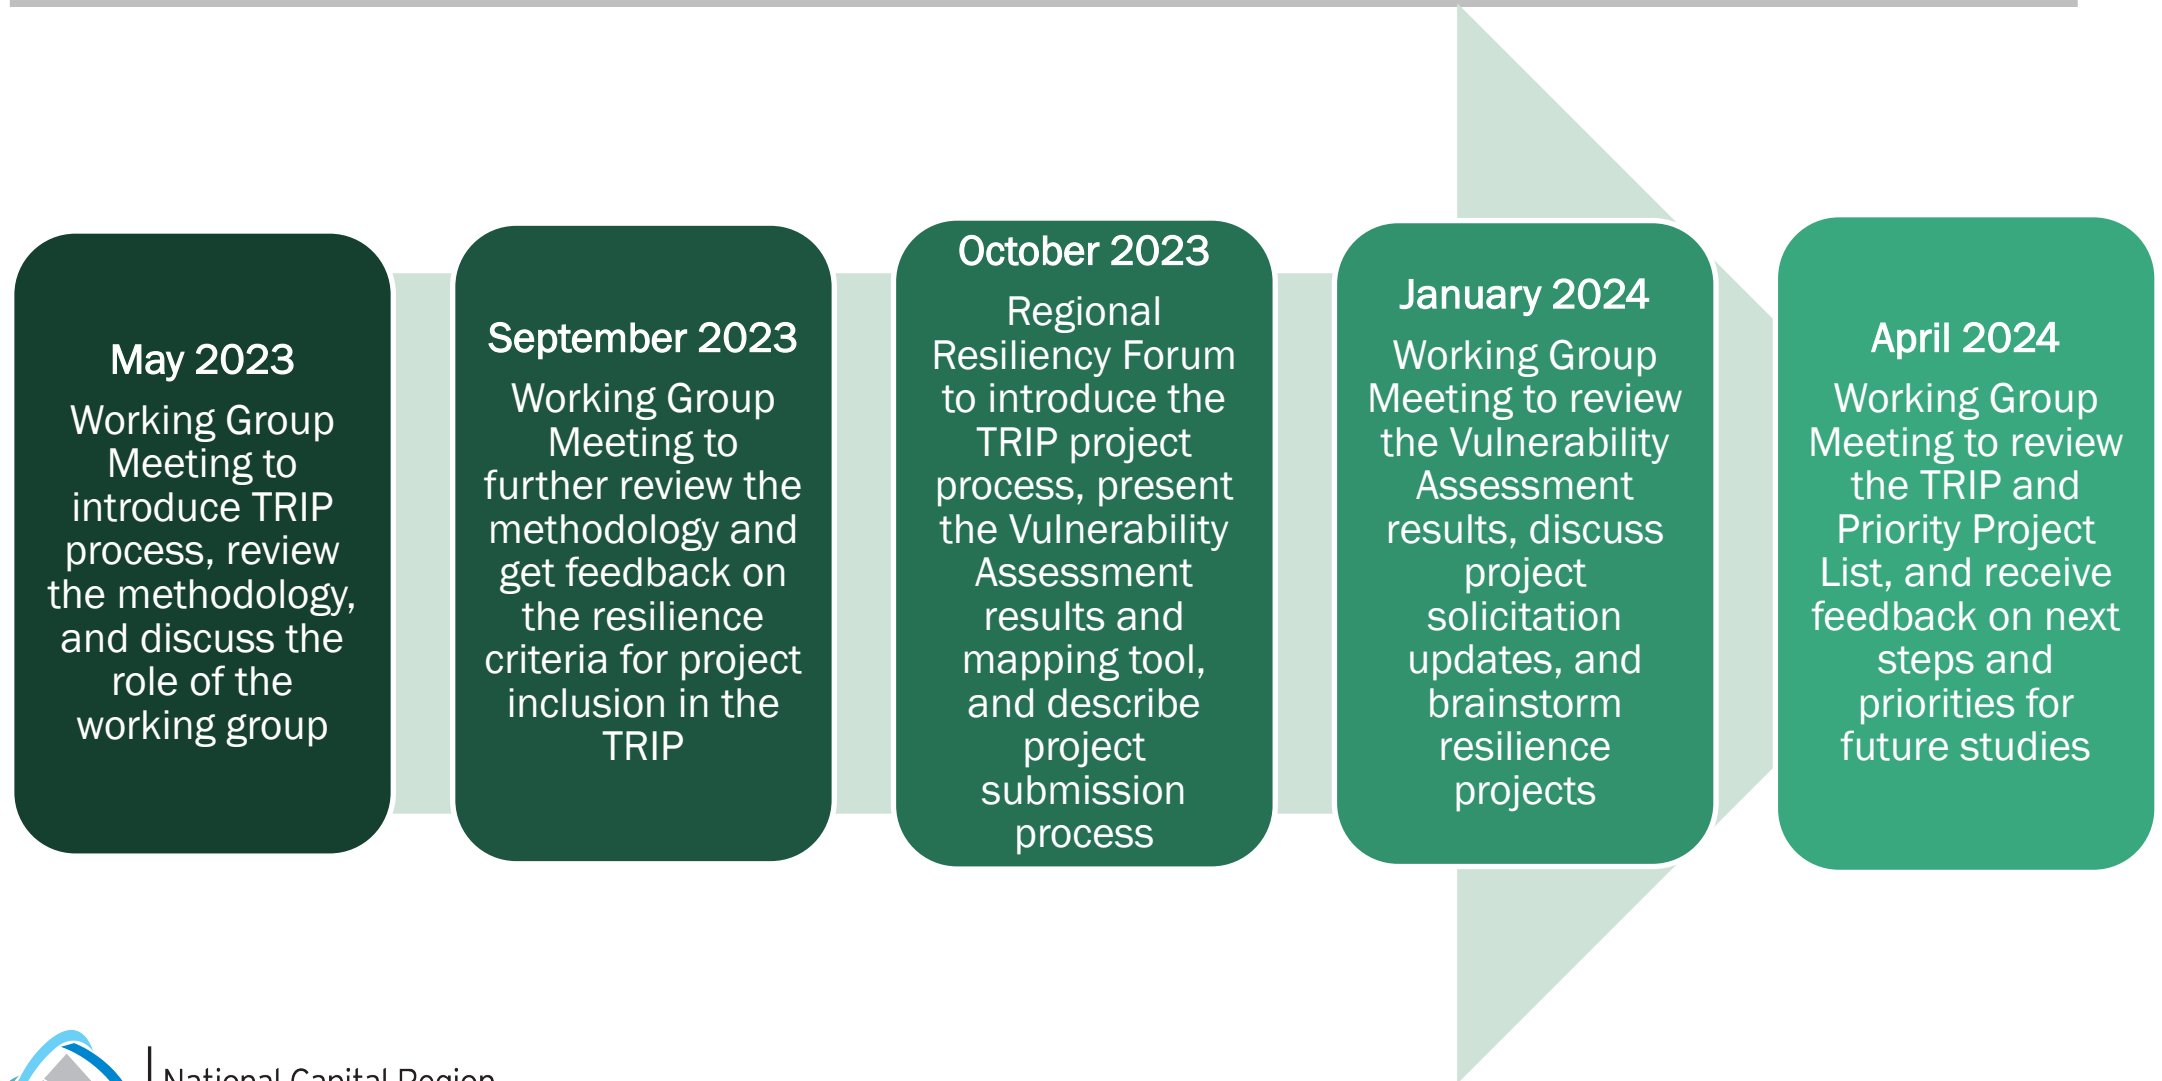 May 2023
Working Group
Meeting to
introduce TRIP
process, review
the methodology,
and discuss the
role of the
working group
September 2023
Working Group
Meeting to
further review the
methodology and
get feedback on
the resilience
criteria for project
inclusion in the
TRIP
October 2023
Regional
Resiliency Forum
to introduce the
TRIP project
process, present
the Vulnerability
Assessment
results and
mapping tool,
and describe
project
submission
process
January 2024
Working Group
Meeting to review
the Vulnerability
Assessment
results, discuss
project
solicitation
updates, and
brainstorm
resilience
projects
April 2024
Working Group
Meeting to review
the TRIP and
Priority Project
List, and receive
feedback on next
steps and
priorities for
future studies
National Capital Region